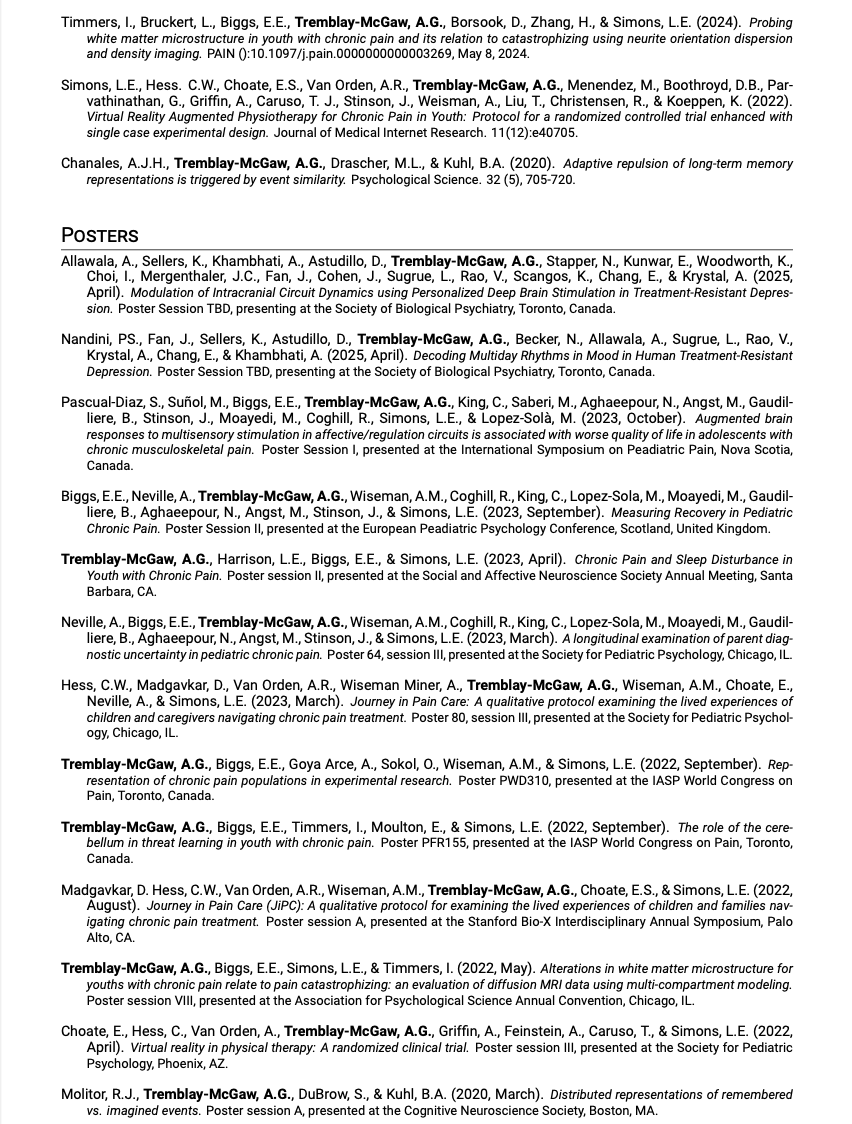 Timmers, I., Bruckert, L., Biggs, E.E., Tremblay-McGaw, A.G., Borsook, D., Zhang, H., & Simons, L.E. (2024). Probing
white matter microstructure in youth with chronic pain and its relation to catastrophizing using neurite orientation dispersion
and density imaging. PAIN ():10.1097/j.pain.0000000000003269, May 8, 2024.
Simons, L.E., Hess. C.W., Choate, E.S., Van Orden, A.R., Tremblay-McGaw, A.G., Menendez, M., Boothroyd, D.B., Par-
vathinathan, G., Griffin, A., Caruso, T. J., Stinson, J., Weisman, A., Liu, T., Christensen, R., & Koeppen, K. (2022).
Virtual Reality Augmented Physiotherapy for Chronic Pain in Youth: Protocol for a randomized controlled trial enhanced with
single case experimental design. Journal of Medical Internet Research. 11(12):e40705.
Chanales, A.J.H., Tremblay-McGaw, A.G., Drascher, M.L., & Kuhl, B.A. (2020). Adaptive repulsion of long-term memory
representations is triggered by event similarity. Psychological Science. 32 (5), 705-720.
POSTERS
Allawala, A., Sellers, K., Khambhati, A., Astudillo, D., Tremblay-McGaw, A.G., Stapper, N., Kunwar, E., Woodworth, K.,
Choi, I., Mergenthaler, J.C., Fan, J., Cohen, J., Sugrue, L., Rao, V., Scangos, K., Chang, E., & Krystal, A. (2025,
April). Modulation of Intracranial Circuit Dynamics using Personalized Deep Brain Stimulation in Treatment-Resistant Depres-
sion. Poster Session TBD, presenting at the Society of Biological Psychiatry, Toronto, Canada.
Nandini, PS., Fan, J., Sellers, K., Astudillo, D., Tremblay-McGaw, A.G., Becker, N., Allawala, A., Sugrue, L., Rao, V.,
Krystal, A., Chang, E., & Khambhati, A. (2025, April). Decoding Multiday Rhythms in Mood in Human Treatment-Resistant
Depression. Poster Session TBD, presenting at the Society of Biological Psychiatry, Toronto, Canada.
Pascual-Diaz, S., Suñol, M., Biggs, E.E., Tremblay-McGaw, A.G., King, C., Saberi, M., Aghaeepour, N., Angst, M., Gaudil-
liere, B., Stinson, J., Moayedi, M., Coghill, R., Simons, L.E., & Lopez-Solà, M. (2023, October). Augmented brain
responses to multisensory stimulation in affective/regulation circuits is associated with worse quality of life in adolescents with
chronic musculoskeletal pain. Poster Session I, presented at the International Symposium on Peadiatric Pain, Nova Scotia,
Canada.
Biggs, E.E., Neville, A., Tremblay-McGaw, A.G., Wiseman, A.M., Coghill, R., King, C., Lopez-Sola, M., Moayedi, M., Gaudil-
liere, B., Aghaeepour, N., Angst, M., Stinson, J., & Simons, L.E. (2023, September). Measuring Recovery in Pediatric
Chronic Pain. Poster Session II, presented at the European Peadiatric Psychology Conference, Scotland, United Kingdom.
Tremblay-McGaw, A.G., Harrison, L.E., Biggs, E.E., & Simons, L.E. (2023, April). Chronic Pain and Sleep Disturbance in
Youth with Chronic Pain. Poster session II, presented at the Social and Affective Neuroscience Society Annual Meeting, Santa
Barbara, CA.
Neville, A., Biggs, E.E., Tremblay-McGaw, A.G., Wiseman, A.M., Coghill, R., King, C., Lopez-Sola, M., Moayedi, M., Gaudil-
liere, B., Aghaeepour, N., Angst, M., Stinson, J., & Simons, L.E. (2023, March). A longitudinal examination of parent diag-
nostic uncertainty in pediatric chronic pain. Poster 64, session III, presented at the Society for Pediatric Psychology, Chicago, IL.
Hess, C.W., Madgavkar, D., Van Orden, A.R., Wiseman Miner, A., Tremblay-McGaw, A.G., Wiseman, A.M., Choate, E.,
Neville, A., & Simons, L.E. (2023, March). Journey in Pain Care: A qualitative protocol examining the lived experiences of
children and caregivers navigating chronic pain treatment. Poster 80, session III, presented at the Society for Pediatric Psychol-
ogy, Chicago, IL.
Tremblay-McGaw, A.G., Biggs, E.E., Goya Arce, A., Sokol, O., Wiseman, A.M., & Simons, L.E. (2022, September). Rep-
resentation of chronic pain populations in experimental research. Poster PWD310, presented at the IASP World Congress on
Pain, Toronto, Canada.
Tremblay-McGaw, A.G., Biggs, E.E., Timmers, I., Moulton, E., & Simons, L.E. (2022, September). The role of the cere-
bellum in threat learning in youth with chronic pain. Poster PFR155, presented at the IASP World Congress on Pain, Toronto,
Canada.
Madgavkar, D. Hess, C.W., Van Orden, A.R., Wiseman, A.M., Tremblay-McGaw, A.G., Choate, E.S., & Simons, L.E. (2022,
August). Journey in Pain Care (JiPC): A qualitative protocol for examining the lived experiences of children and families nav-
igating chronic pain treatment. Poster session A, presented at the Stanford Bio-X Interdisciplinary Annual Symposium, Palo
Alto, CA.
Tremblay-McGaw, A.G., Biggs, E.E., Simons, L.E., & Timmers, I. (2022, May). Alterations in white matter microstructure for
youths with chronic pain relate to pain catastrophizing: an evaluation of diffusion MRI data using multi-compartment modeling.
Poster session VIII, presented at the Association for Psychological Science Annual Convention, Chicago, IL.
Choate, E., Hess, C., Van Orden, A., Tremblay-McGaw, A.G., Griffin, A., Feinstein, A., Caruso, T., & Simons, L.E. (2022,
April). Virtual reality in physical therapy: A randomized clinical trial. Poster session III, presented at the Society for Pediatric
Psychology, Phoenix, AZ.
Molitor, R.J., Tremblay-McGaw, A.G., DuBrow, S., & Kuhl, B.A. (2020, March). Distributed representations of remembered
vs. imagined events. Poster session A, presented at the Cognitive Neuroscience Society, Boston, MA.